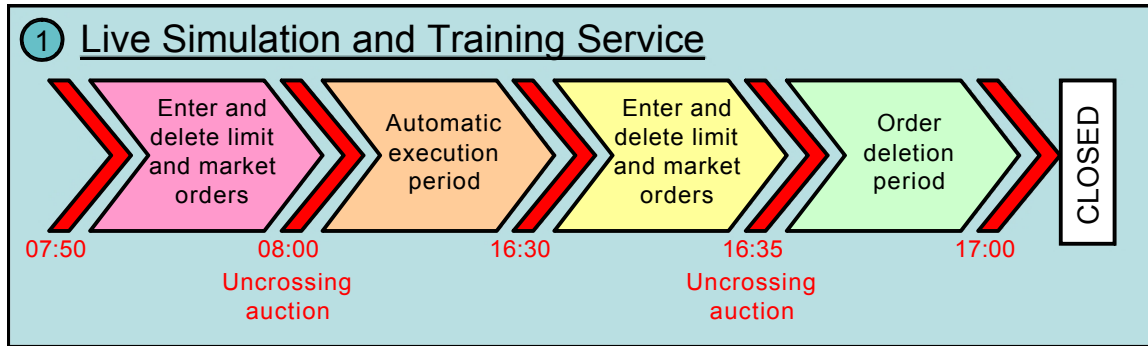 1 Live Simulation and Training Service
Enter and
delete limit
and market
orders
Automatic
execution
period
Enter and
delete limit
and market
orders
Order
deletion
period
CLOSED
07:50
08:00
16:30
16:35
17:00
Uncrossing
auction
Uncrossing
auction